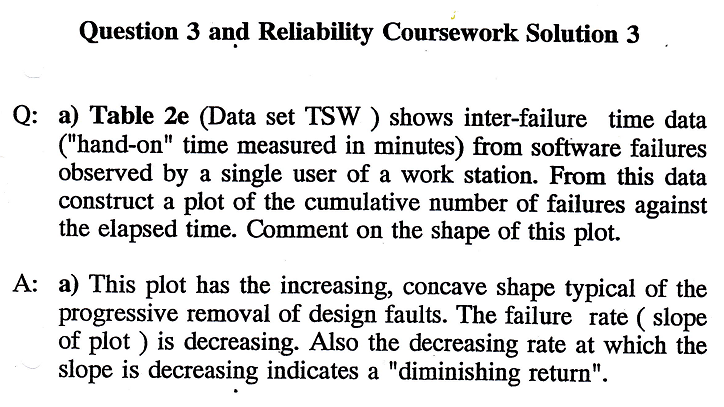 Question 3 and Reliability Coursework Solution 3
Q: a) Table 2e (Data set TSW ) shows inter-failure time data
("hand-on" time measured in minutes) from software failures
observed by a single user of a work station. From this data
construct a plot of the cumulative number of failures against
the elapsed time. Comment on the shape of this plot.
A: a) This plot has the increasing, concave shape typical of the
progressive removal of design faults. The failure rate ( slope
of plot ) is decreasing. Also the decreasing rate at which the
slope is decreasing indicates a "diminishing return".